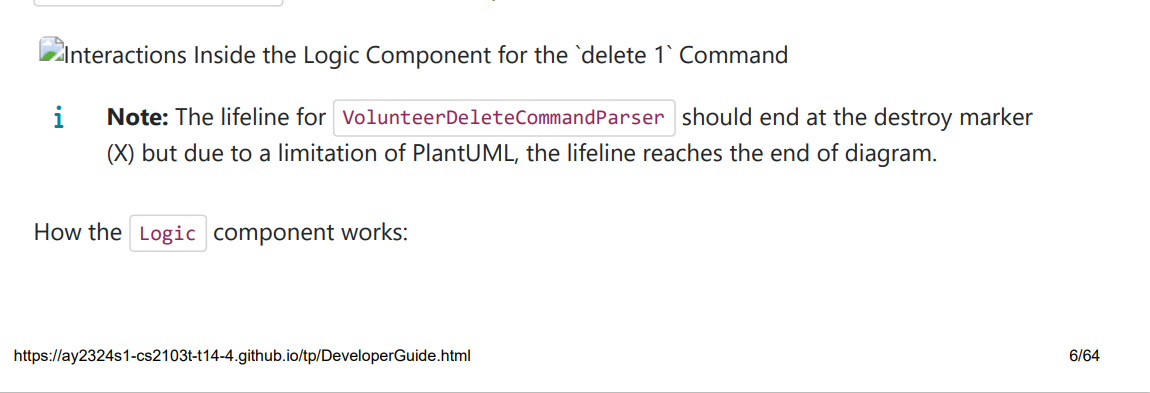 Interactions Inside the Logic Component for the `delete 1` Command
i Note: The lifeline for VolunteerDeleteCommandParser should end at the destroy marker
(X) but due to a limitation of PlantUML, the lifeline reaches the end of diagram.
How the Logic component works:
https://ay2324s1-cs2103t-t14-4.github.io/tp/DeveloperGuide.html 6/64